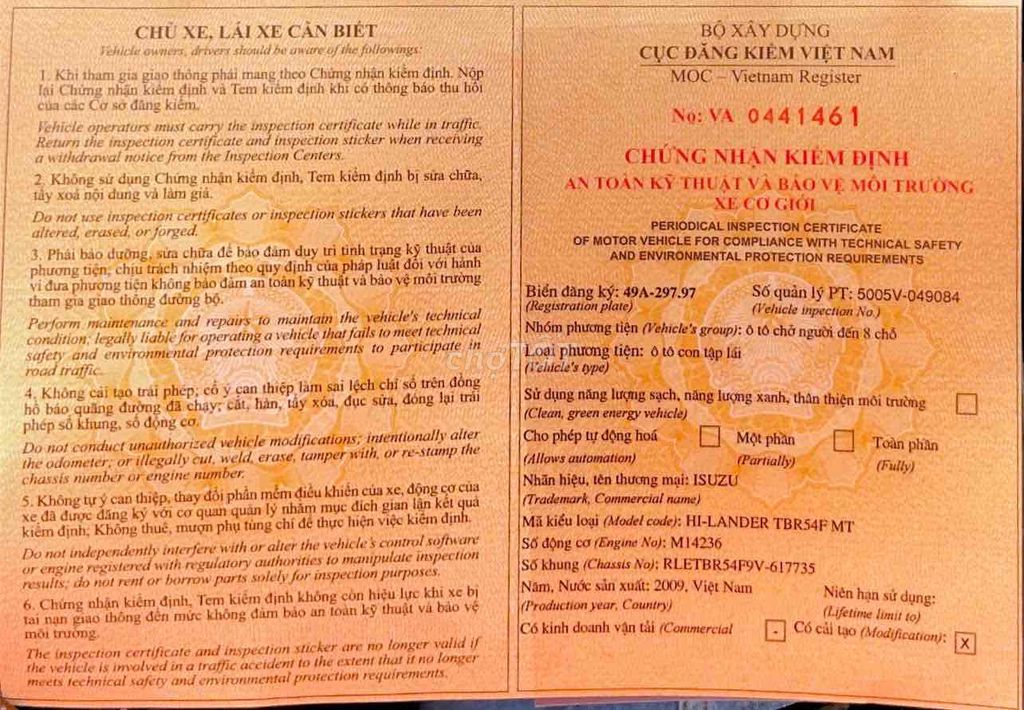 CHỦ XE, LÁI XE CẦN BIẾT
Vehicle owners, drivers should be aware of the followings:
1. Khi tham gia giao thông phải mang theo Chứng nhận kiểm định. Nộp
lại Chứng nhận kiểm định và Tem kiểm định khi có thông báo thu hồi
của các Cơ sở đăng kiểm.
Vehicle operators must carry the inspection certificate while in traffic.
Return the inspection certificate and inspection sticker when receiving
a withdrawal notice from the Inspection Centers.
2. Không sử dụng Chứng nhận kiểm định, Tem kiểm định bị sửa chữa,
tẩy xoá nội dung và làm giả.
Do not use inspection certificates or inspection stickers that have been
altered, erased, or forged.
3. Phải bảo dưỡng, sửa chữa để bảo đảm duy trì tình trạng kỹ thuật của
phương tiện; chịu trách nhiệm theo quy định của pháp luật đối với hành
vi đưa phương tiện không bảo đảm an toàn kỹ thuật và bảo vệ môi trường
tham gia giao thông đường bộ.
Perform maintenance and repairs to maintain the vehicle's technical
condition; legally liable for operating a vehicle that fails to meet technical
safety and environmental protection requirements to participate in
road traffic.
4. Không cải tạo trái phép; cố ý can thiệp làm sai lệch chỉ số trên đồng
hồ báo quãng đường đã chạy; cắt, hàn, tẩy xóa, đục sửa, đóng lại trái
phép số khung, số động cơ.
Do not conduct unauthorized vehicle modifications; intentionally alter
the odometer; or illegally cut, weld, erase, tamper with, or re-stamp the
chassis number or engine number.
5. Không tự ý can thiệp, thay đổi phần mềm điều khiển của xe, động cơ của
xe đã được đăng ký với cơ quan quản lý nhằm mục đích gian lận kết quả
kiểm định; Không thuê, mượn phụ tùng chỉ để thực hiện việc kiểm định.
Do not independently interfere with or alter the vehicle's control software
or engine registered with regulatory authorities to manipulate inspection
results; do not rent or borrow parts solely for inspection purposes.
6. Chứng nhận kiểm định, Tem kiểm định không còn hiệu lực khi xe bị
tai nạn giao thông đến mức không đảm bảo an toàn kỹ thuật và bảo vệ
môi trường.
The inspection certificate and inspection sticker are no longer valid if
the vehicle is involved in a traffic accident to the extent that it no longer
meets technical safety and environmental protection requirements.
BỘ XÂY DỰNG
CỤC ĐĂNG KIỂM VIỆT NAM
MOC – Vietnam Register
No: VA 0441461
CHỨNG NHẬN KIỂM ĐỊNH
AN TOÀN KỸ THUẬT VÀ BẢO VỆ MÔI TRƯỜNG
XE CƠ GIỚI
PERIODICAL INSPECTION CERTIFICATE
OF MOTOR VEHICLE FOR COMPLIANCE WITH TECHNICAL SAFETY
AND ENVIRONMENTAL PROTECTION REQUIREMENTS
Biển đăng ký: 49A-297.97 Số quản lý PT: 5005V-049084
(Registration plate) (Vehicle inpection No.)
Nhóm phương tiện (Vehicle's group): ô tô chở người đến 8 chỗ
Loại phương tiện: ô tô con tập lái
(Vehicle's type)
Sử dụng năng lượng sạch, năng lượng xanh, thân thiện môi trường
(Clean, green energy vehicle)
Cho phép tự động hoá Một phần Toàn phần
(Allows automation) (Partially) (Fully)
Nhãn hiệu, tên thương mại: ISUZU
(Trademark, Commercial name)
Mã kiểu loại (Model code): HI-LANDER TBR54F MT
Số động cơ (Engine No): M14236
Số khung (Chassis No): RLETBR54F9V-617735
Năm, Nước sản xuất: 2009, Việt Nam Niên hạn sử dụng:
(Production year, Country) (Lifetime limit to)
Có kinh doanh vận tải (Commercial - Có cải tạo (Modification): X